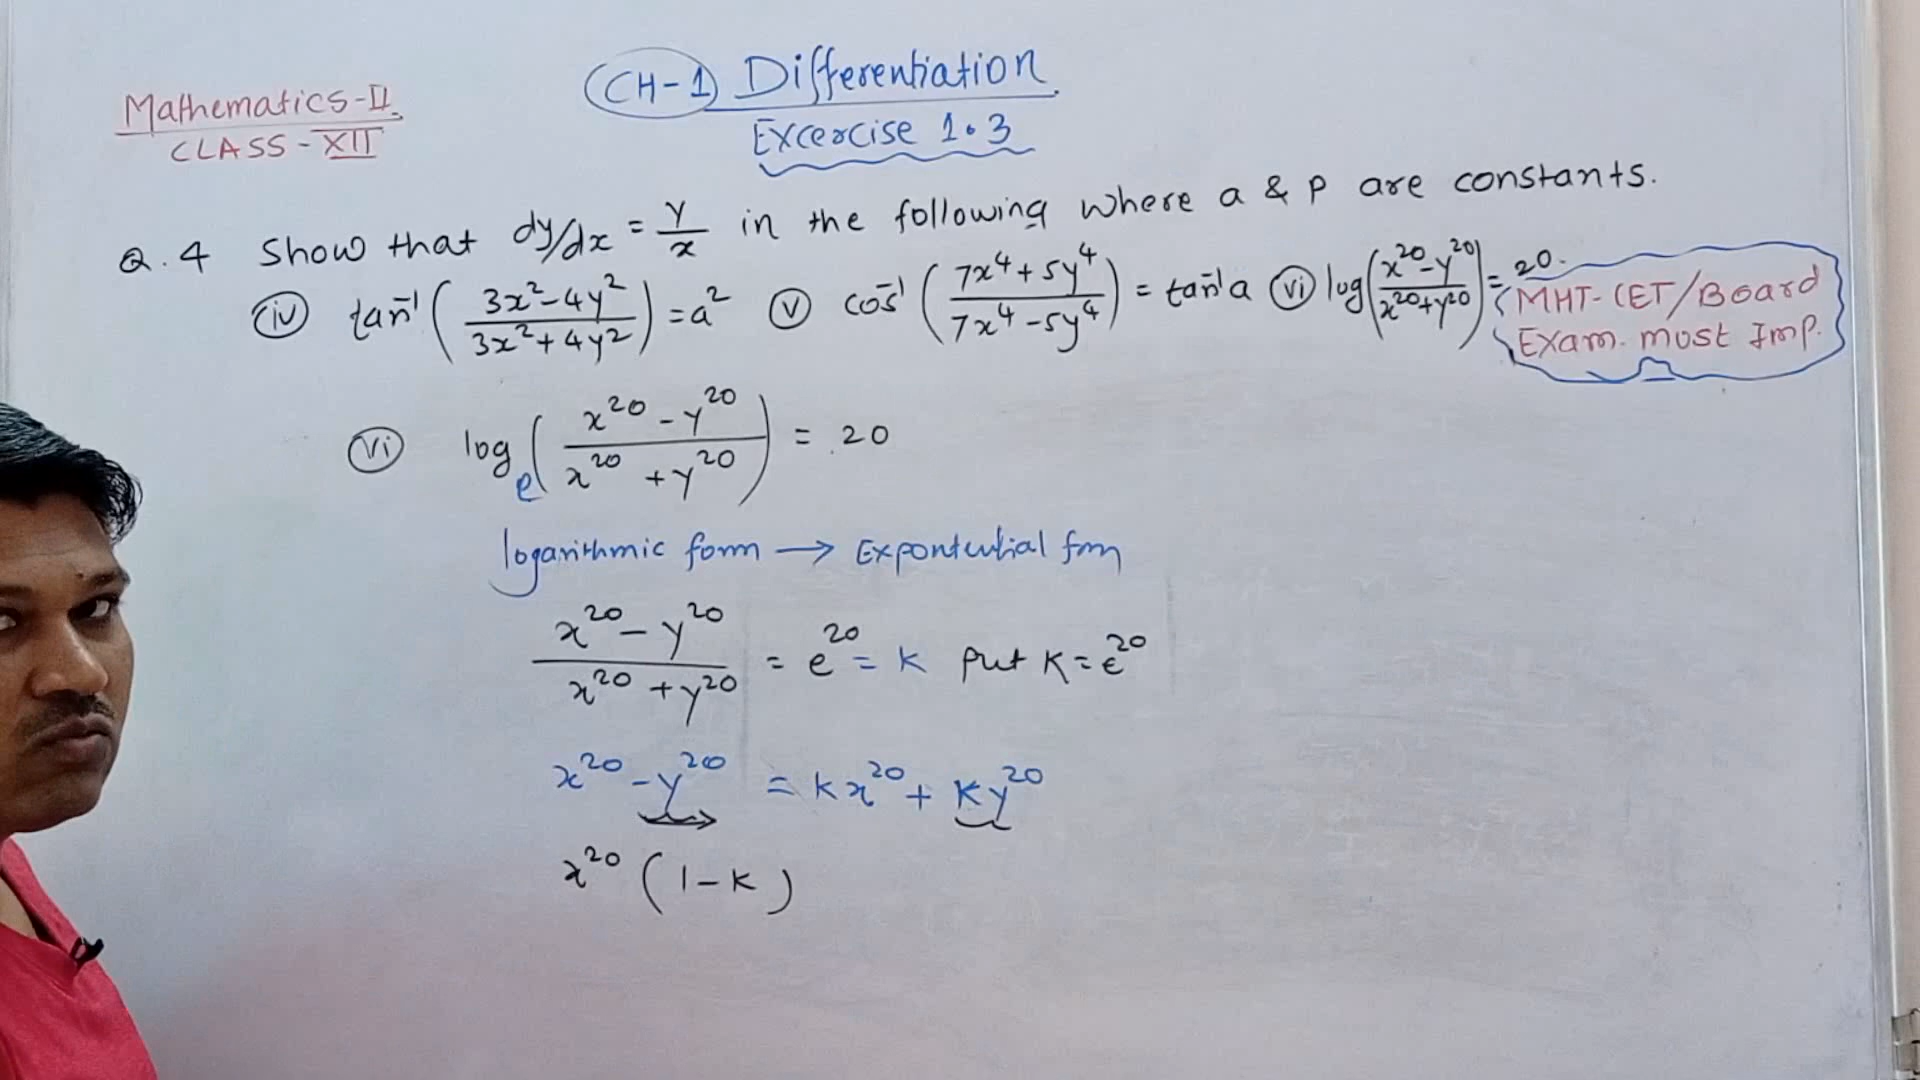 CH-1 Differentiation
Mathematics-II
CLASS-XII
Excercise 1.3
Q.4 Show that dy/dx = y/x in the following where a & p are constants.
(iv) tan⁻¹((3x²-4y²)/(3x²+4y²)) = a² (v) cos⁻¹((7x⁴+5y⁴)/(7x⁴-5y⁴)) = tan⁻¹a (vi) log((x²⁰-y²⁰)/(x²⁰+y²⁰)) = 20.
MHT-CET/Board
Exam. most Imp.
(vi) logₑ((x²⁰-y²⁰)/(x²⁰+y²⁰)) = 20
logarithmic form → Expontential form
(x²⁰-y²⁰)/(x²⁰+y²⁰) = e²⁰ = k put k = e²⁰
x²⁰ - y²⁰ = kx²⁰ + ky²⁰
x²⁰ (1-k)